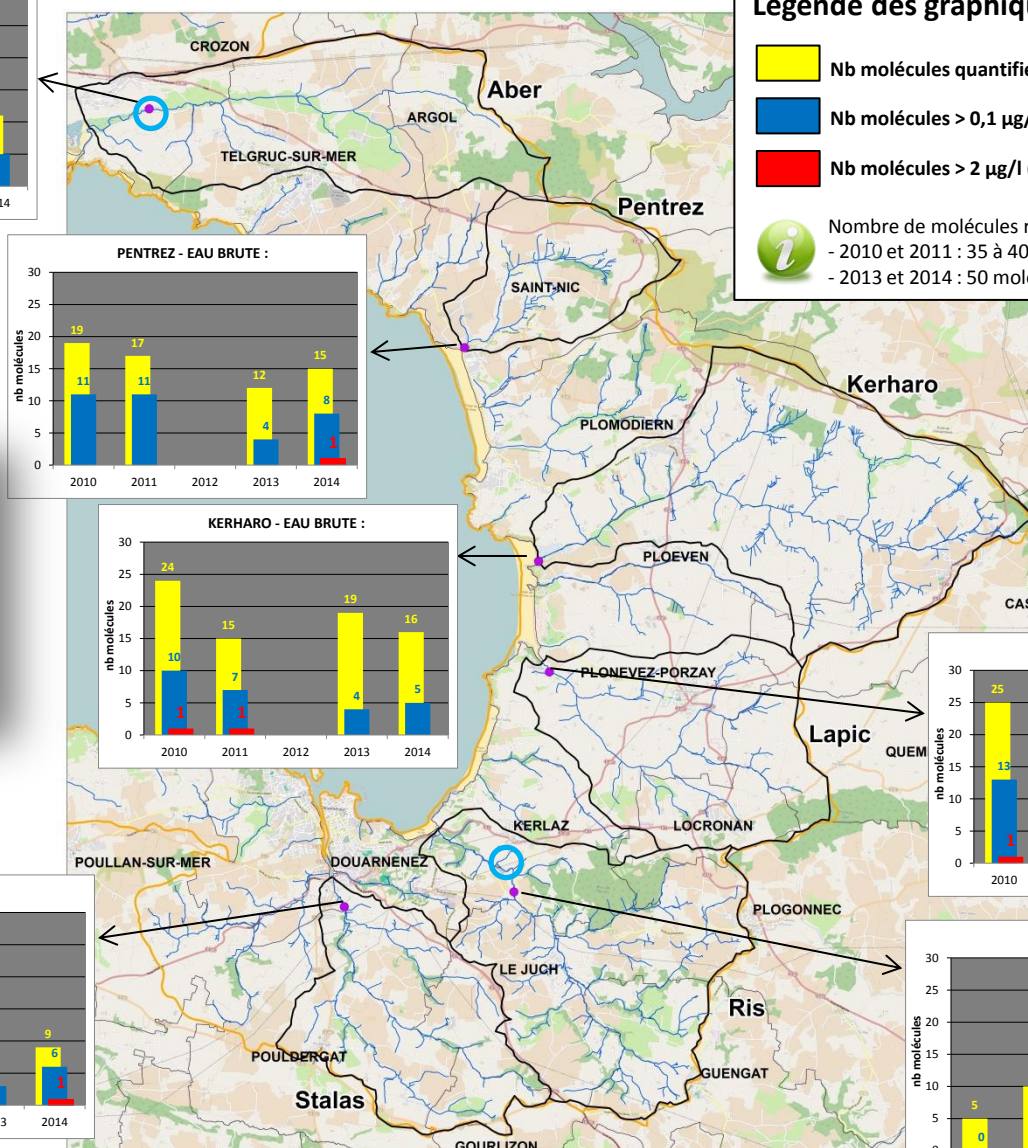 Légende des graphiqu
Nb molécules quantifié
Nb molécules > 0,1 µg/
Nb molécules > 2 µg/l
Nombre de molécules r
- 2010 et 2011 : 35 à 40
- 2013 et 2014 : 50 molé
CROZON
Aber
ARGOL
TELGRUC-SUR-MER
14
Pentrez
SAINT-NIC
PENTREZ - EAU BRUTE :
nb molécules
30
25
20
15
10
5
0
19
11
17
11
12
4
15
8
1
2010 2011 2012 2013 2014
Kerharo
PLOMODIERN
KERHARO - EAU BRUTE :
nb molécules
30
25
20
15
10
5
0
24
10
1
15
7
1
19
4
16
5
2010 2011 2012 2013 2014
PLOEVEN
CAS
PLONEVEZ-PORZAY
Lapic
QUEM
nb molécules
30
25
20
15
10
5
0
25
13
1
2010
KERLAZ
LOCRONAN
POULLAN-SUR-MER
DOUARNENEZ
PLOGONNEC
LE JUCH
Ris
9
6
1
3 2014
POULDERGAT
GUENGAT
Stalas
GOURLIZON
nb molécules
30
25
20
15
10
5
0
5
0